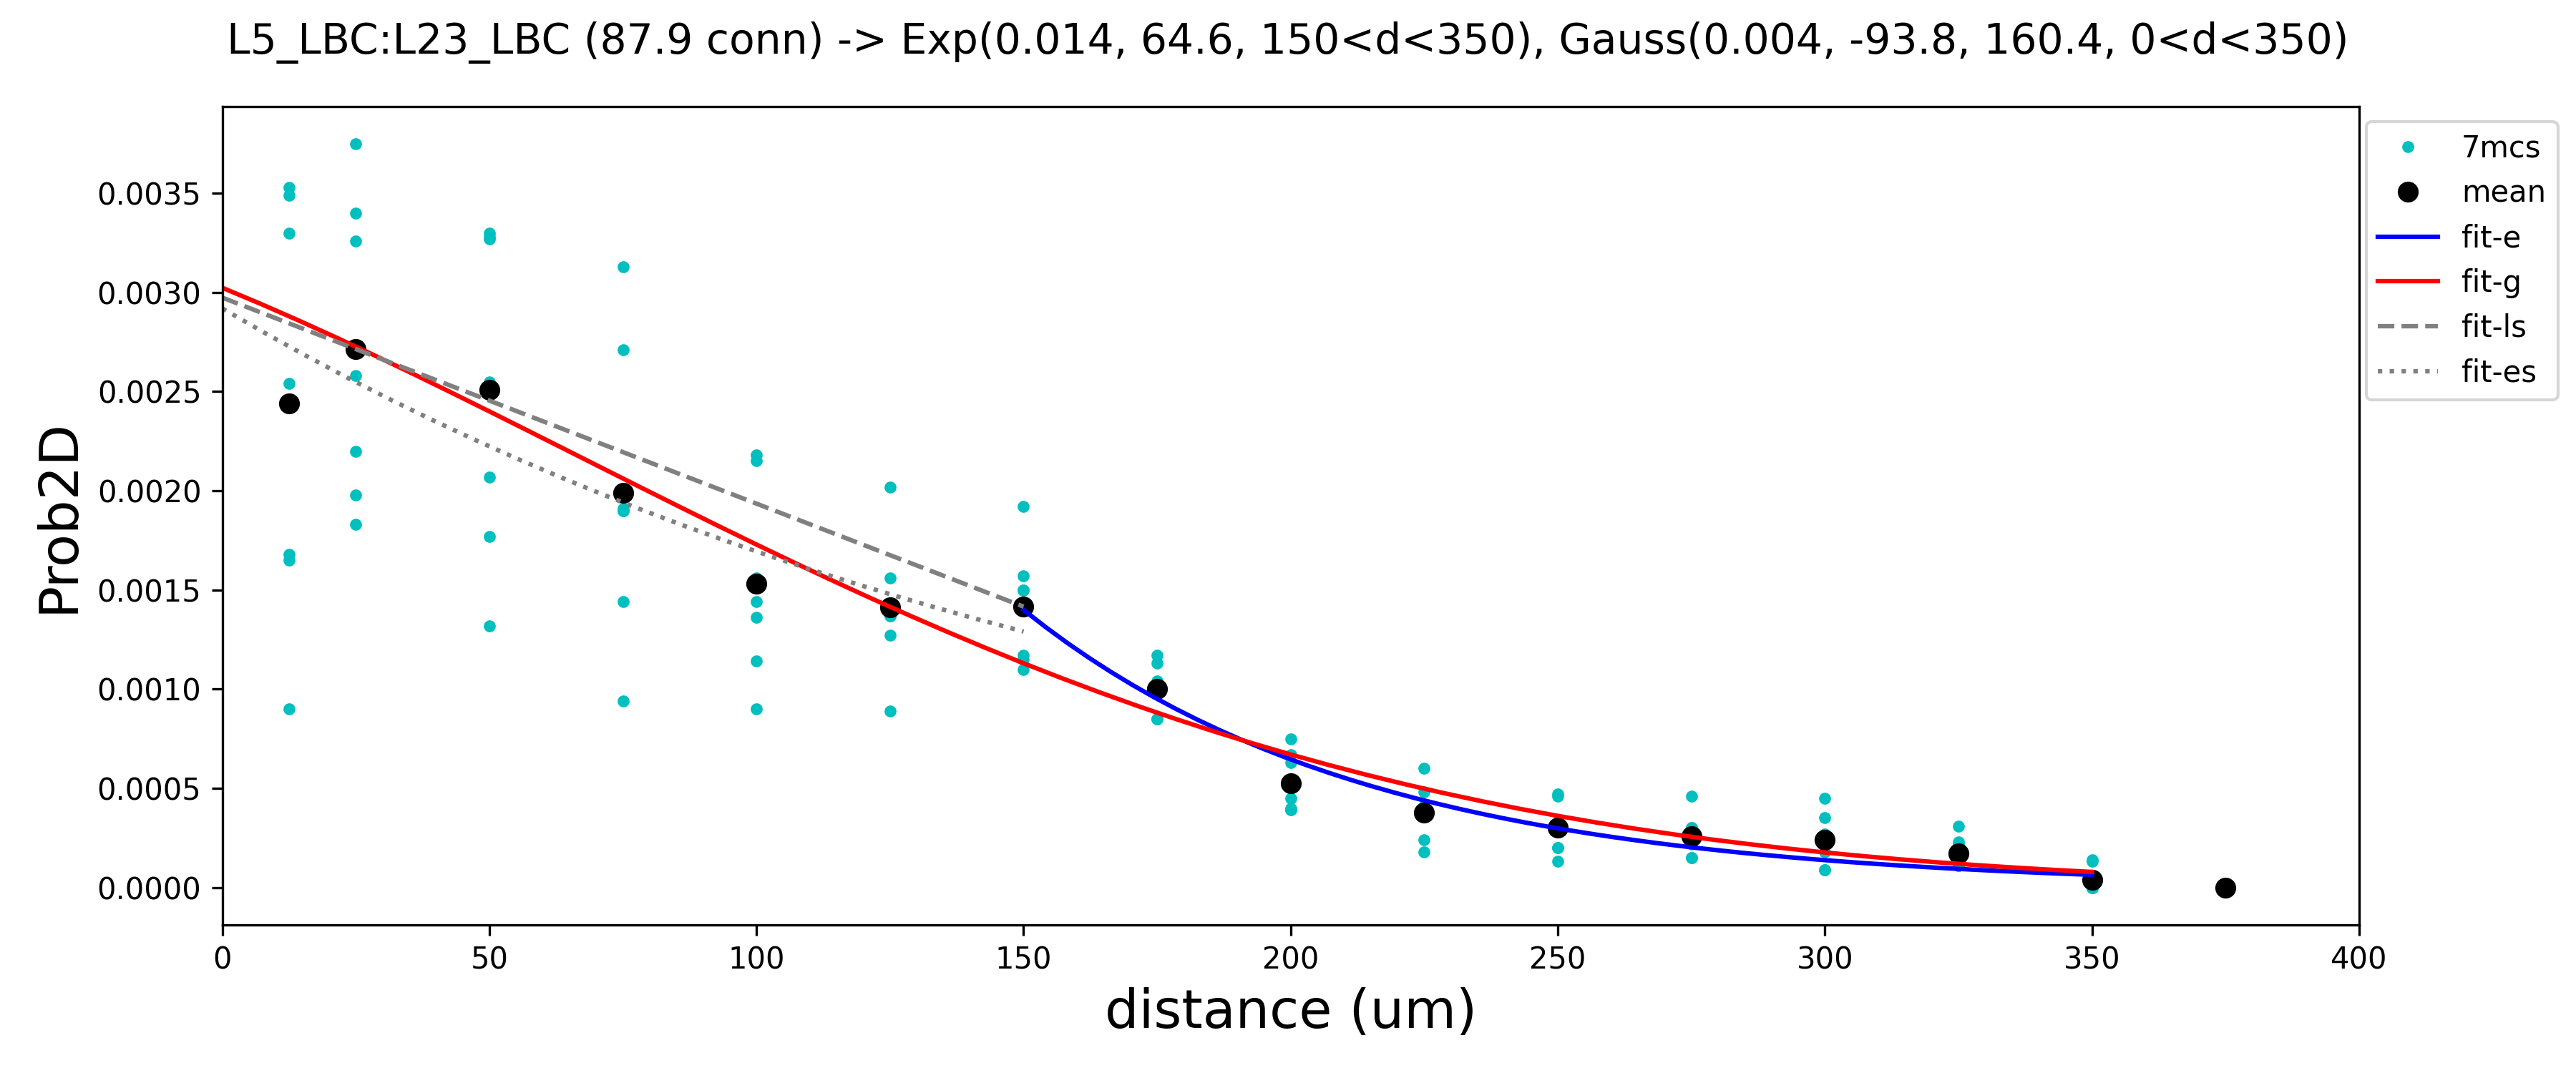 L5_LBC:L23_LBC (87.9 conn) -> Exp(0.014, 64.6, 150<d<350), Gauss(0.004, -93.8, 160.4, 0<d<350)
7mcs
mean
fit-e
fit-g
fit-ls
fit-es
Prob2D
0.0035
0.0030
0.0025
0.0020
0.0015
0.0010
0.0005
0.0000
0 50 100 150 200 250 300 350 400
distance (um)